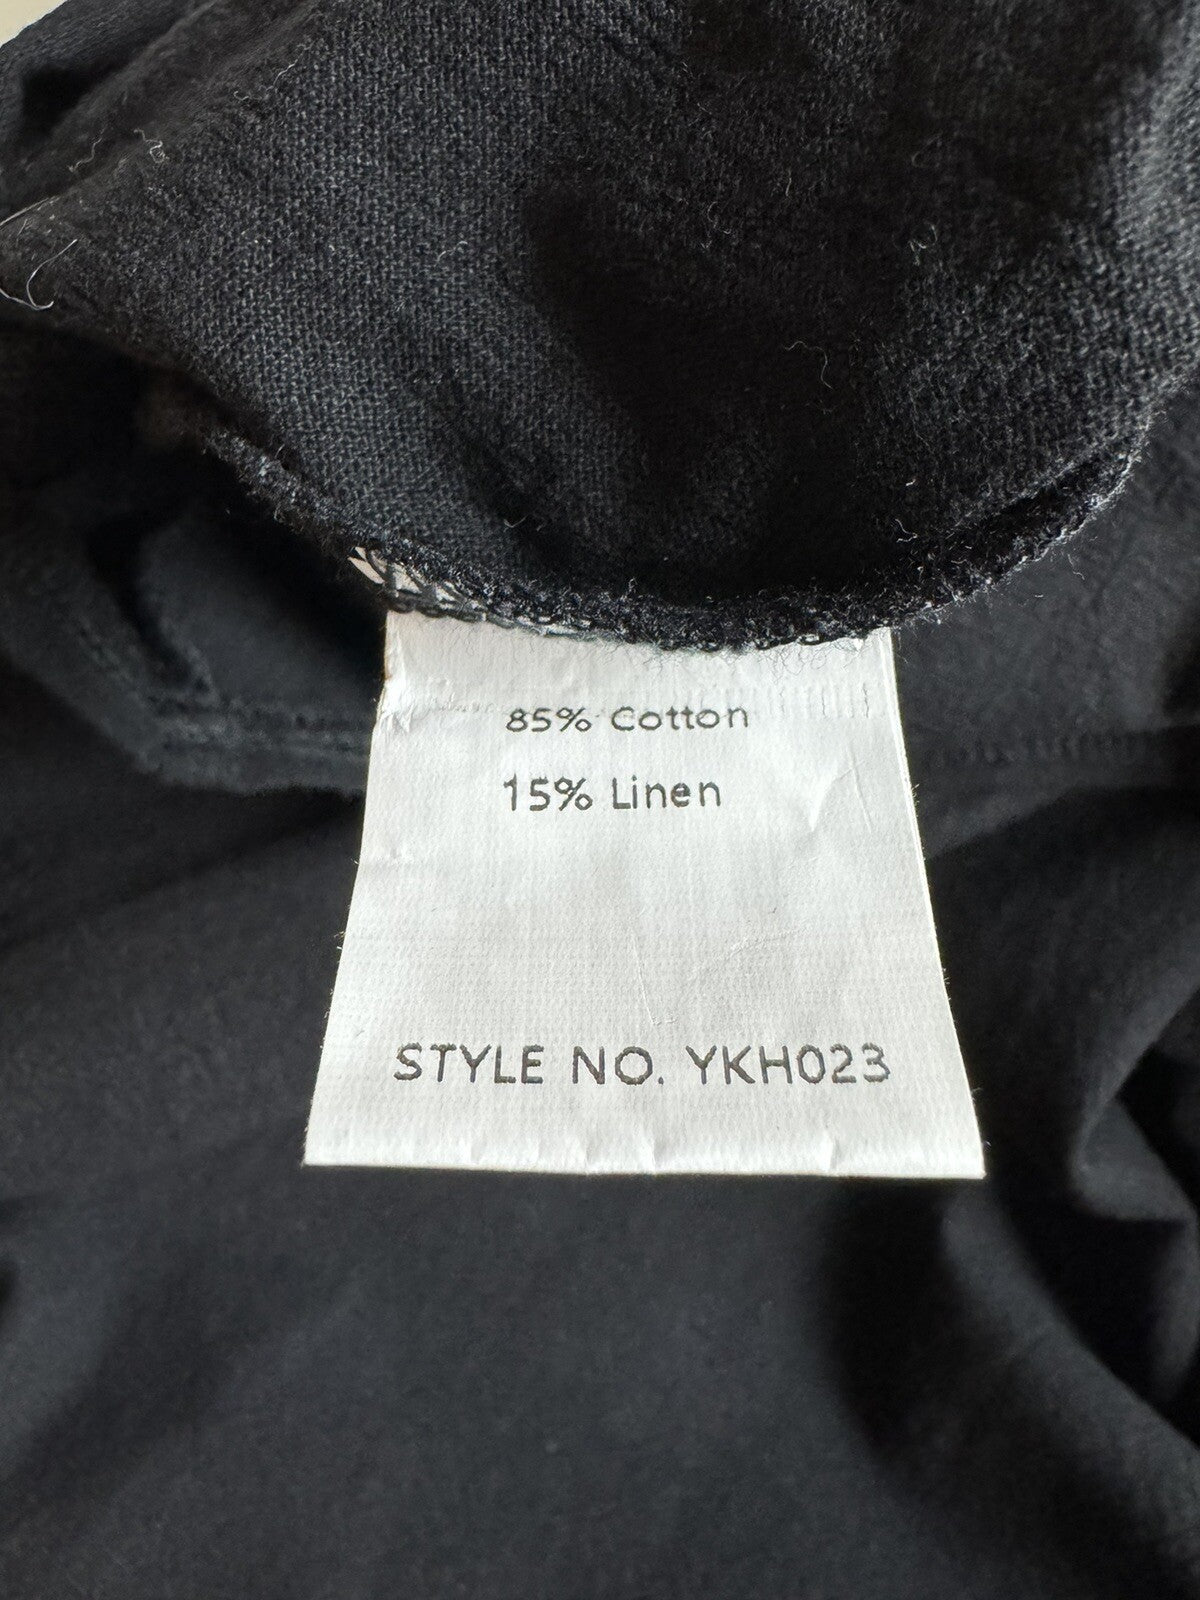 85% Cotton
15% Linen
STYLE NO. YKH023